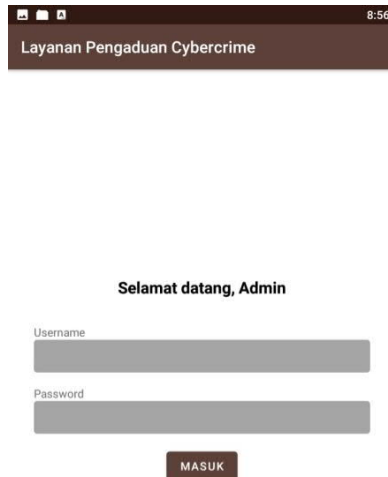 8:56
Layanan Pengaduan Cybercrime
Selamat datang, Admin
Username
Password
MASUK